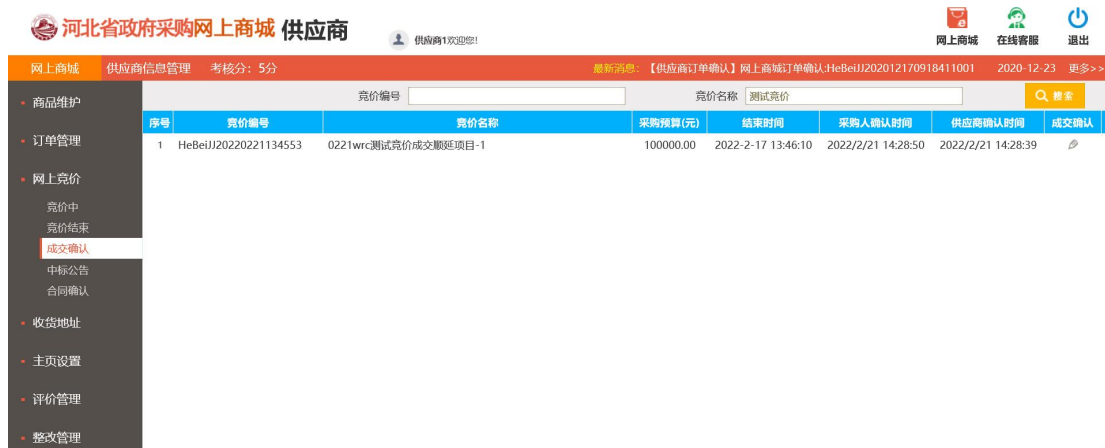 河北省政府采购网上商城 供应商
供应商1欢迎您!!
网上商城 在线客服 退出
网上商城 供应商信息管理 考核分：5分 最新消息：【供应商订单确认】网上商城订单确认:HeBeiJJ202012170918411001 2020-12-23 更多>>
商品维护
竞价编号 竞价名称 测试竞价 搜索
序号 竞价编号 竞价名称 采购预算(元) 结束时间 采购人确认时间 供应商确认时间 成交确认
订单管理
1 HeBeiJJ20220221134553 0221wrc测试竞价成交顺延项目-1 100000.00 2022-2-17 13:46:10 2022/2/21 14:28:50 2022/2/21 14:28:39
网上竞价
竞价中
竞价结束
成交确认
中标公告
合同确认
收货地址
主页设置
评价管理
整改管理